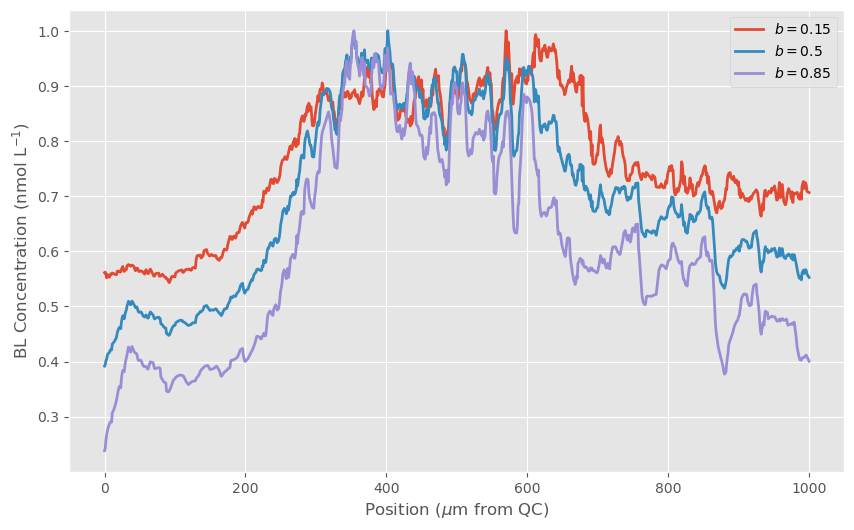 BL Concentration (nmol L⁻¹)
1.0
0.9
0.8
0.7
0.6
0.5
0.4
0.3
0
200
400
600
800
1000
Position (μm from QC)
b = 0.15
b = 0.5
b = 0.85